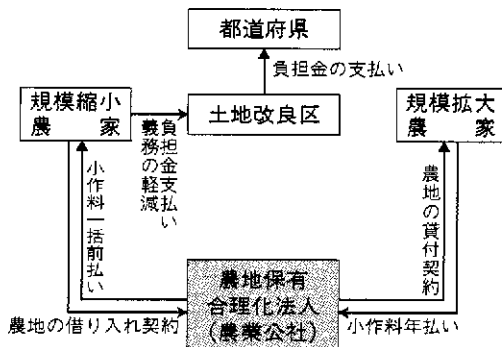 都道府県
負担金の支払い
規模縮小
農家
負担金支払い
義務の軽減
土地改良区
規模拡大
農家
小作料一括前払い
農地の貸付契約
農地保有
合理化法人
(農業公社)
農地の借り入れ契約
小作料年払い